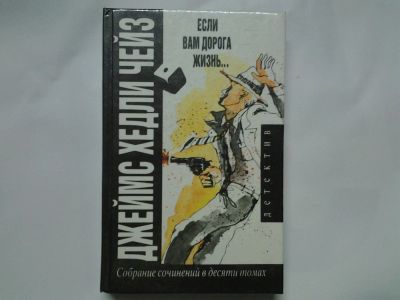 ДЖЕЙМС ХЕДЛИ ЧЕЙЗ
ЕСЛИ
ВАМ ДОРОГА
ЖИЗНЬ...
детектив
Собрание сочинений в десяти томах